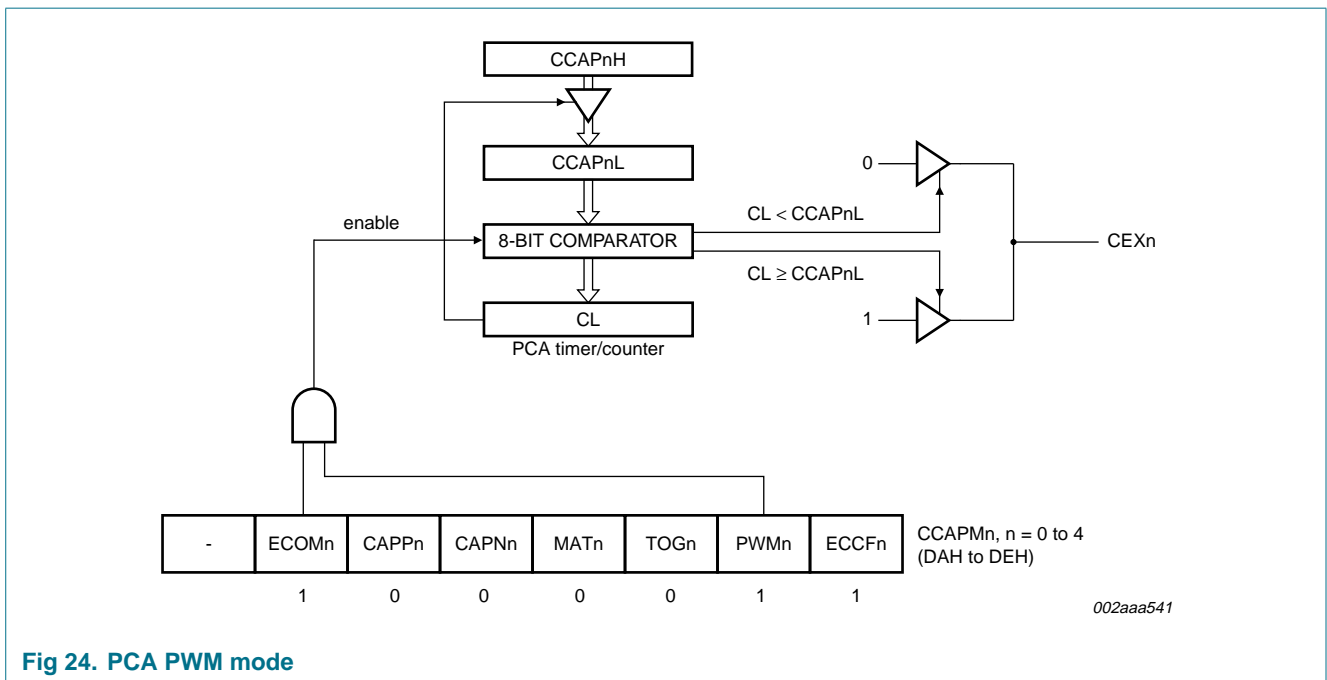 CCAPnH
CCAPnL
0
CL < CCAPnL
enable
8-BIT COMPARATOR
CEXn
CL ≥ CCAPnL
CL
1
PCA timer/counter
- ECOMn CAPPn CAPNn MATn TOGn PWMn ECCFn
CCAPMn, n = 0 to 4
(DAH to DEH)
1 0 0 0 0 1 1
002aaa541
Fig 24. PCA PWM mode